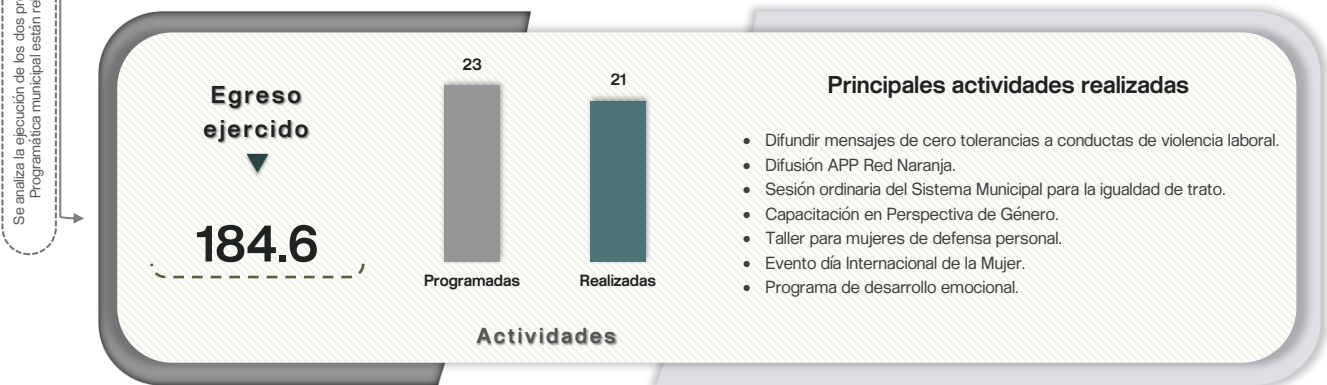 Se analiza la ejecución de los dos
Programática municipal están
Egreso
ejercido
184.6
23
21
Programadas
Realizadas
Actividades
Principales actividades realizadas
• Difundir mensajes de cero tolerancias a conductas de violencia laboral.
• Difusión APP Red Naranja.
• Sesión ordinaria del Sistema Municipal para la igualdad de trato.
• Capacitación en Perspectiva de Género.
• Taller para mujeres de defensa personal.
• Evento día Internacional de la Mujer.
• Programa de desarrollo emocional.